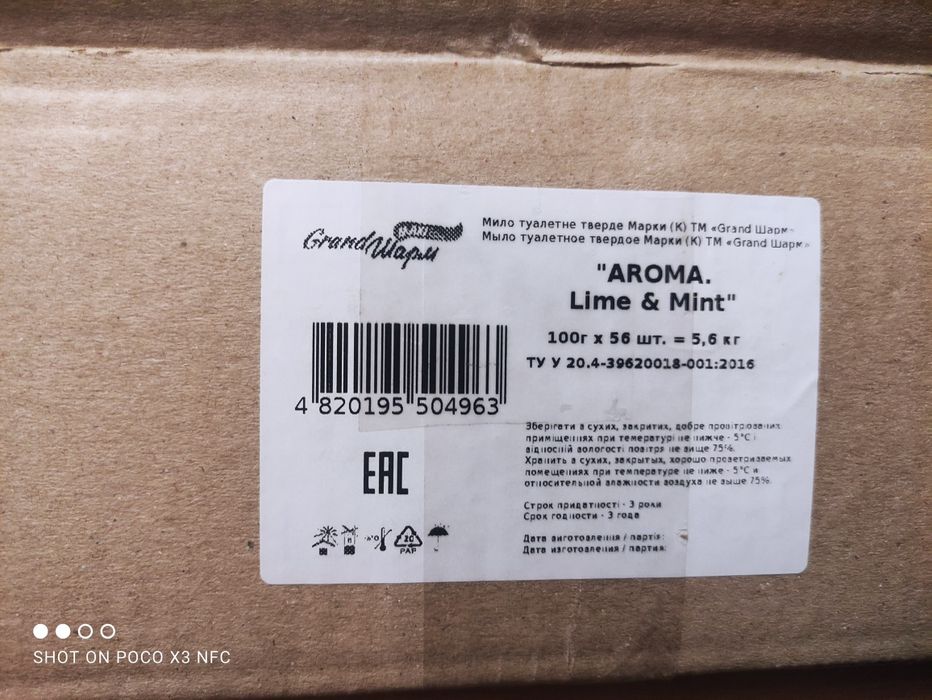 Grand Шарм
MAXI
Мило туалетне тверде Марки (К) ТМ «Grand Шарм»
Мыло туалетное твердое Марки (К) ТМ «Grand Шарм»
"AROMA.
Lime & Mint"
100г x 56 шт. = 5,6 кг
ТУ У 20.4-39620018-001:2016
4 820195 504963
Зберігати в сухих, закритих, добре провітрюваних
приміщеннях при температурі не нижче - 5°С і
відносній вологості повітря не вище 75%.
Хранить в сухих, закрытых, хорошо проветриваемых
помещениях при температуре не ниже - 5°С и
относительной влажности воздуха не выше 75%.
EAC
Строк придатності - 3 роки
Срок годности - 3 года
Дата виготовлення / партія:
Дата изготовления / партия:
20
PAP
SHOT ON POCO X3 NFC